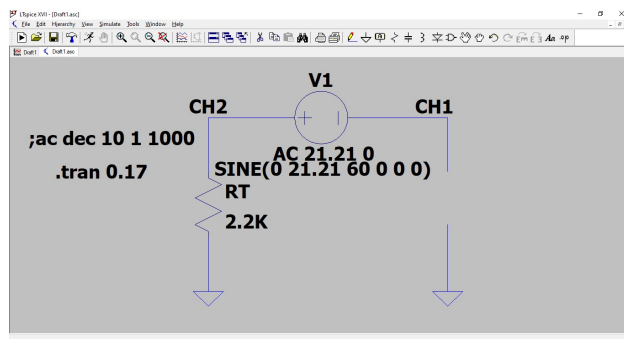 LTspice XVII - [Draft1.asc]
File Edit Hierarchy View Simulate Tools Window Help
Draft1 Draft1.asc
V1
CH2 CH1
;ac dec 10 1 1000
AC 21.21 0
.tran 0.17
SINE(0 21.21 60 0 0 0)
RT
2.2K